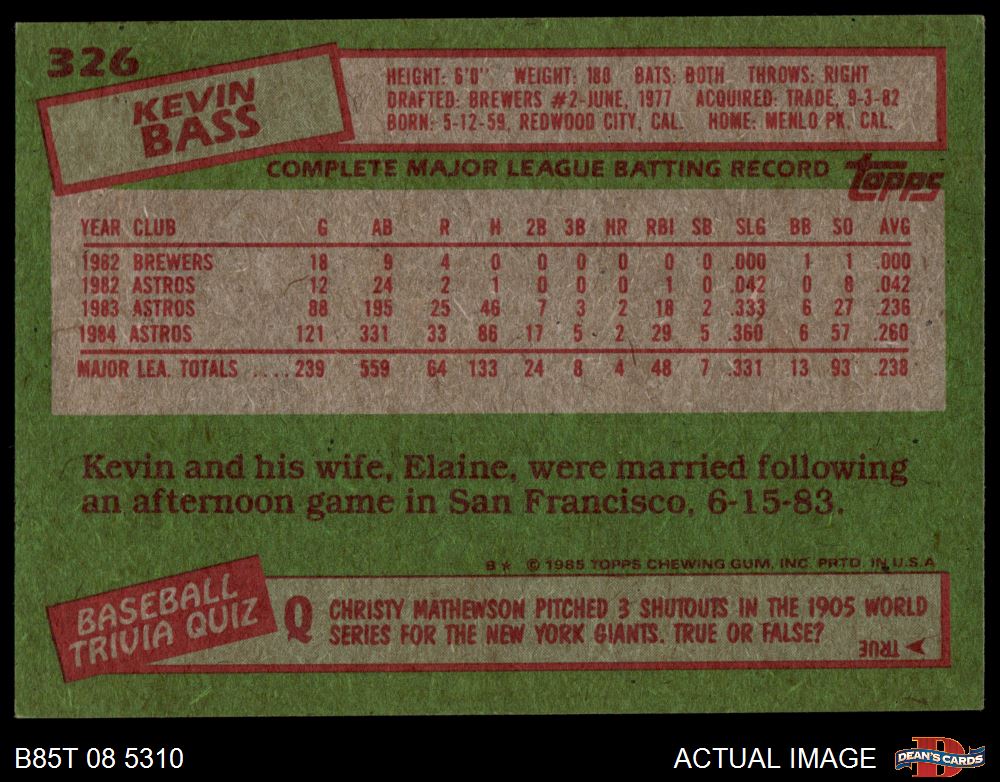 326
KEVIN
BASS
HEIGHT: 6'0" WEIGHT: 180 BATS: BOTH THROWS: RIGHT
DRAFTED: BREWERS #2-JUNE, 1977 ACQUIRED: TRADE, 9-3-82
BORN: 5-12-59, REDWOOD CITY, CAL. HOME: MENLO PK, CAL.
COMPLETE MAJOR LEAGUE BATTING RECORD topps
YEAR CLUB G AB R H 2B 3B HR RBI SB SLG BB SO AVG
1982 BREWERS 18 9 4 0 0 0 0 0 0 .000 1 1 .000
1982 ASTROS 12 24 2 1 0 0 0 1 0 .042 0 8 .042
1983 ASTROS 88 195 25 46 7 3 2 18 2 .333 6 27 .236
1984 ASTROS 121 331 33 86 17 5 2 29 5 .360 6 57 .260
MAJOR LEA. TOTALS ....239 559 64 133 24 8 4 48 7 .331 13 93 .238
Kevin and his wife, Elaine, were married following
an afternoon game in San Francisco, 6-15-83.
B* © 1985 TOPPS CHEWING GUM, INC. PRTD. IN U.S.A
BASEBALL
TRIVIA QUIZ
Q CHRISTY MATHEWSON PITCHED 3 SHUTOUTS IN THE 1905 WORLD
SERIES FOR THE NEW YORK GIANTS. TRUE OR FALSE?
TRUE
B85T 08 5310
ACTUAL IMAGE
D
DEAN'S CARDS